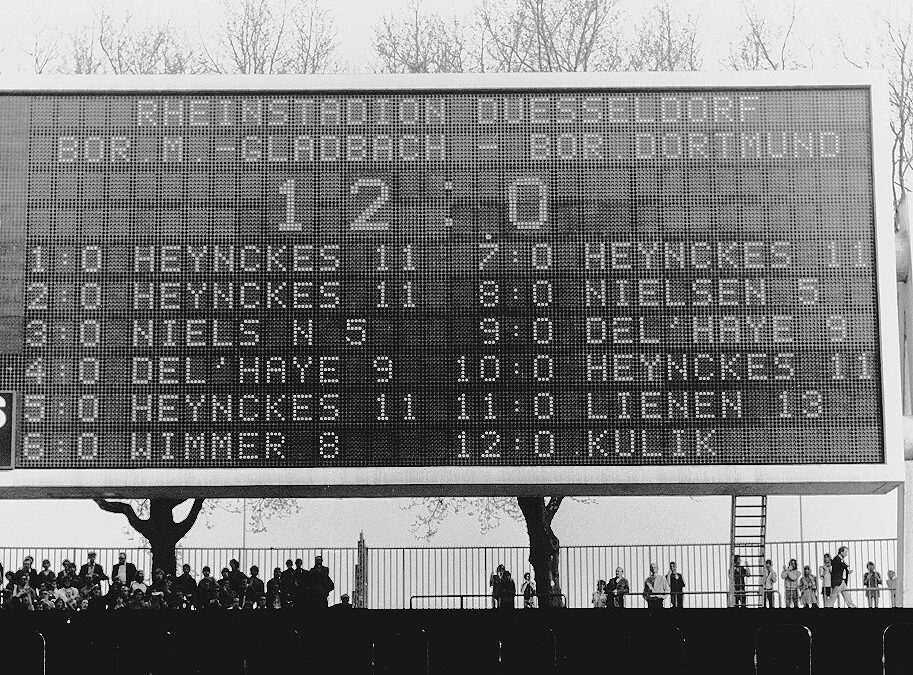 RHEINSTADION DUESSELDORF
BOR.M.-GLADBACH - BOR.DORTMUND
12:0
1:0 HEYNCKES 11 7:0 HEYNCKES 11
2:0 HEYNCKES 11 8:0 NIELSEN 5
3:0 NIELS N 5 9:0 DEL'HAYE 9
4:0 DEL'HAYE 9 10:0 HEYNCKES 11
5:0 HEYNCKES 11 11:0 LIENEN 13
6:0 WIMMER 8 12:0 KULIK